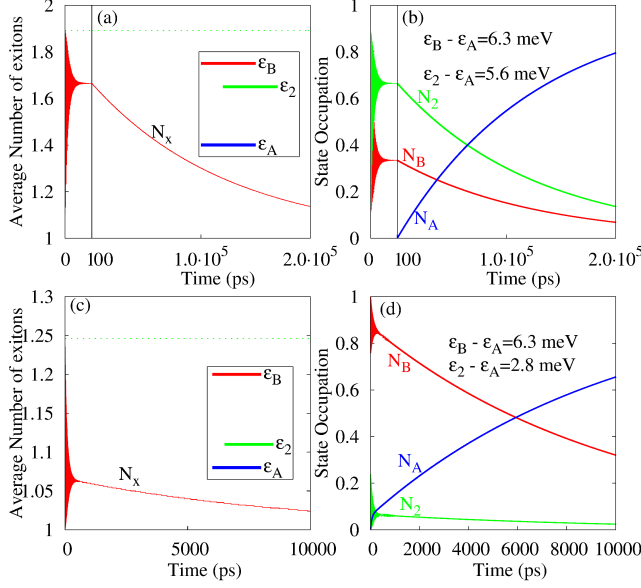 (a)
Average Number of exitons
2
1.8
1.6
1.4
1.2
1
ε_B
ε_2
ε_A
N_x
0 100 1.0·10^5 2.0·10^5
Time (ps)
(b)
State Occupation
1
0.8
0.6
0.4
0.2
0
ε_B - ε_A=6.3 meV
ε_2 - ε_A=5.6 meV
N_2
N_B
N_A
0 100 1.0·10^5 2.0·10^5
Time (ps)
(c)
Average Number of exitons
1.3
1.25
1.2
1.15
1.1
1.05
1
ε_B
ε_2
ε_A
N_x
0 5000 10000
Time (ps)
(d)
State Occupation
1
0.8
0.6
0.4
0.2
0
ε_B - ε_A=6.3 meV
ε_2 - ε_A=2.8 meV
N_B
N_A
N_2
0 2000 4000 6000 8000 10000
Time (ps)